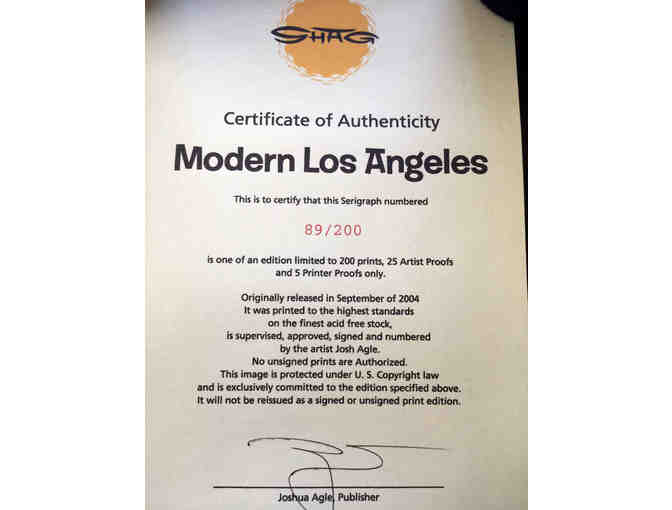 SHAG
Certificate of Authenticity
Modern Los Angeles
This is to certify that this Serigraph numbered
89/200
is one of an edition limited to 200 prints, 25 Artist Proofs
and 5 Printer Proofs only.
Originally released in September of 2004
It was printed to the highest standards
on the finest acid free stock,
is supervised, approved, signed and numbered
by the artist Josh Agle.
No unsigned prints are Authorized.
This image is protected under U. S. Copyright law
and is exclusively committed to the edition specified above.
It will not be reissued as a signed or unsigned print edition.
Joshua Agle, Publisher